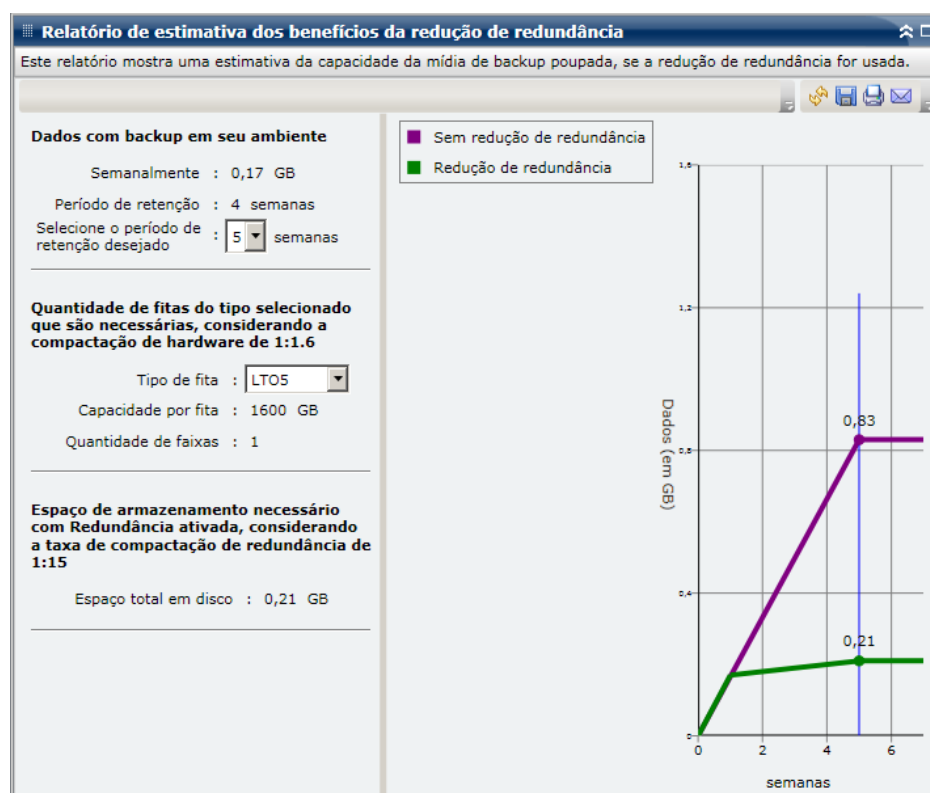 Relatório de estimativa dos benefícios da redução de redundância
Este relatório mostra uma estimativa da capacidade da mídia de backup poupada, se a redução de redundância for usada.
Dados com backup em seu ambiente
Semanalmente : 0,17 GB
Período de retenção : 4 semanas
Selecione o período de
retenção desejado : 5 semanas
Quantidade de fitas do tipo selecionado
que são necessárias, considerando a
compactação de hardware de 1:1.6
Tipo de fita : LTO5
Capacidade por fita : 1600 GB
Quantidade de faixas : 1
Espaço de armazenamento necessário
com Redundância ativada, considerando
a taxa de compactação de redundância de
1:15
Espaço total em disco : 0,21 GB
Sem redução de redundância
Redução de redundância
1,2
0,4
0
Dados (em GB)
0,83
0,21
0 2 4 6
semanas